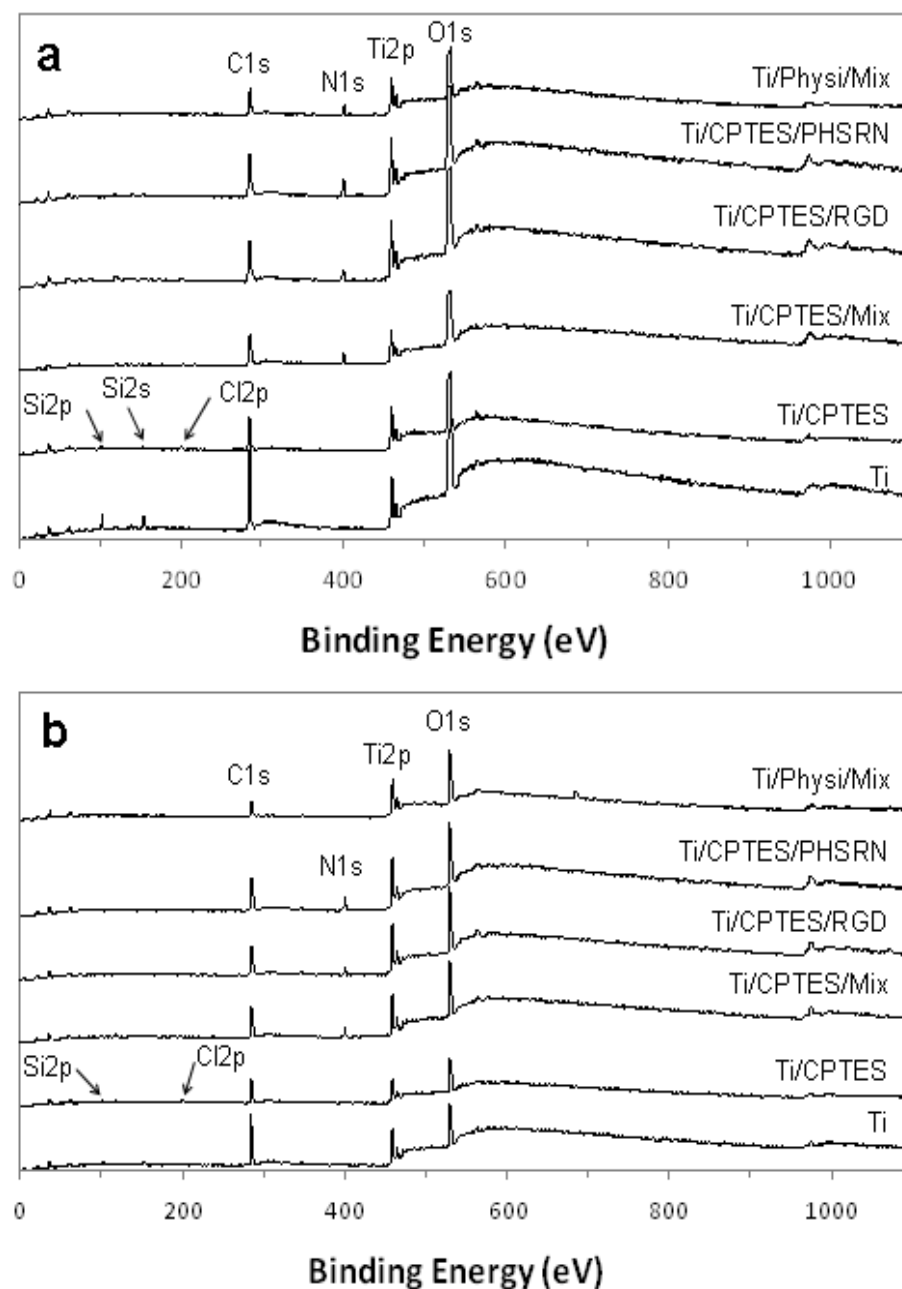 a
O1s
Ti2p
C1s
N1s
Ti/Physi/Mix
Ti/CPTES/PHSRN
Ti/CPTES/RGD
Ti/CPTES/Mix
Si2p
Si2s
Cl2p
Ti/CPTES
Ti
0 200 400 600 800 1000
Binding Energy (eV)
b
O1s
Ti2p
C1s
Ti/Physi/Mix
N1s
Ti/CPTES/PHSRN
Ti/CPTES/RGD
Ti/CPTES/Mix
Si2p
Cl2p
Ti/CPTES
Ti
0 200 400 600 800 1000
Binding Energy (eV)